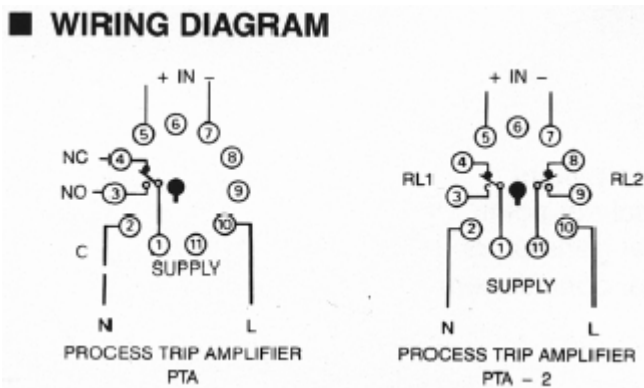 WIRING DIAGRAM
+ IN -
5 6 7
NC 4 8
NO 3 9
2 10
C 1 11
SUPPLY
N L
PROCESS TRIP AMPLIFIER
PTA
+ IN -
5 6 7
4 8
RL1 RL2
3 9
2 10
1 11
SUPPLY
N L
PROCESS TRIP AMPLIFIER
PTA - 2